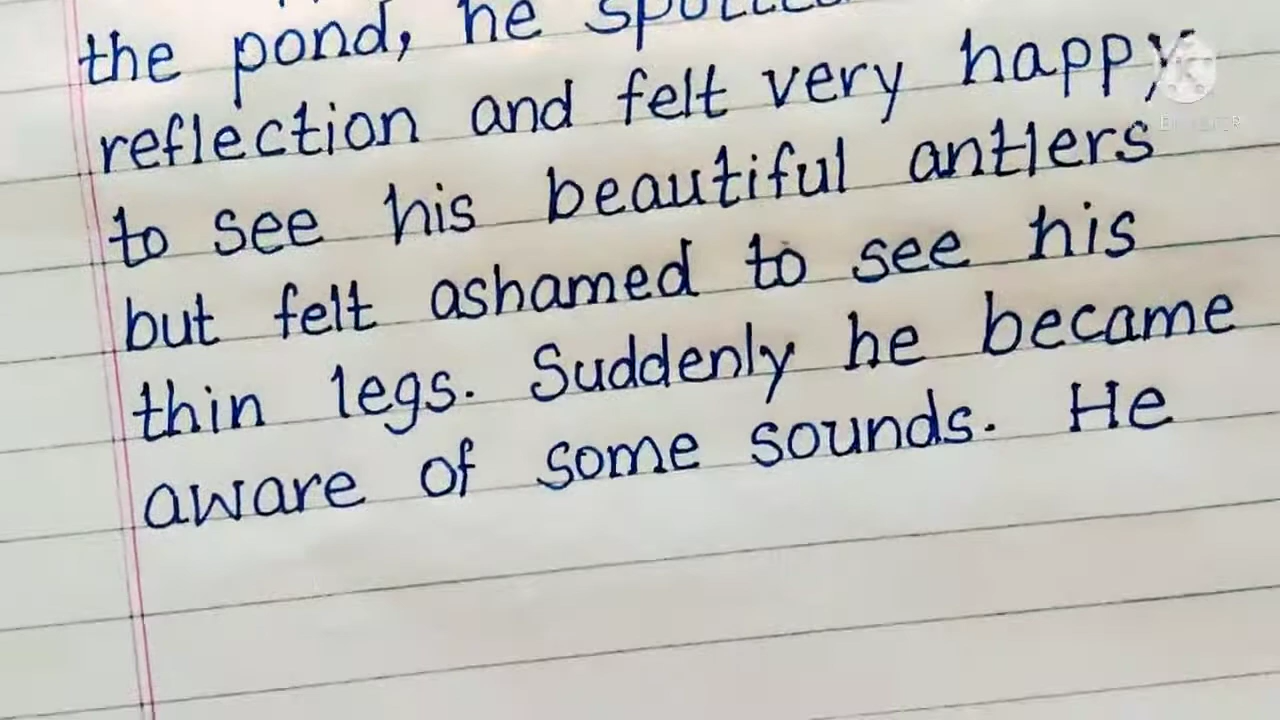 the pond, he spotted
reflection and felt very happy
to see his beautiful antlers
but felt ashamed to see his
thin legs. Suddenly he became
aware of some sounds. He